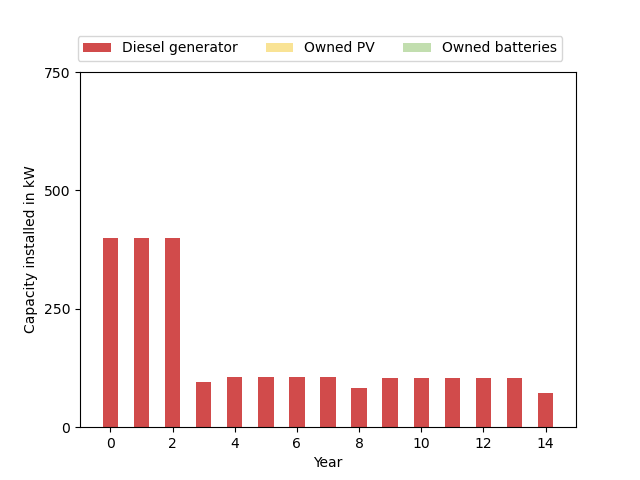 Diesel generator Owned PV Owned batteries
750
500
250
0
Capacity installed in kW
0 2 4 6 8 10 12 14
Year